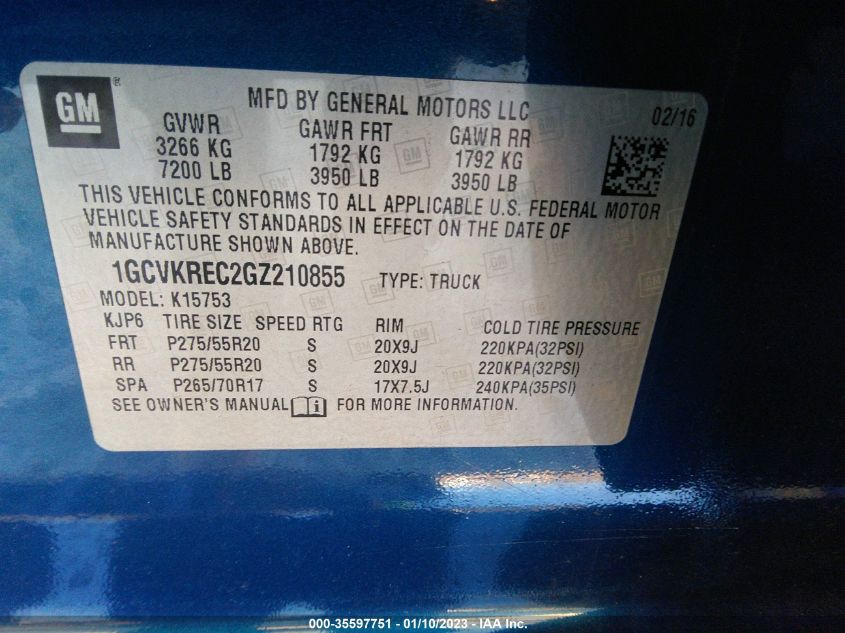 GM ®
MFD BY GENERAL MOTORS LLC 02/16
GVWR GAWR FRT GAWR RR
3266 KG 1792 KG 1792 KG
7200 LB 3950 LB 3950 LB
THIS VEHICLE CONFORMS TO ALL APPLICABLE U.S. FEDERAL MOTOR
VEHICLE SAFETY STANDARDS IN EFFECT ON THE DATE OF
MANUFACTURE SHOWN ABOVE.
1GCVKREC2GZ210855 TYPE: TRUCK
MODEL: K15753
KJP6 TIRE SIZE SPEED RTG RIM COLD TIRE PRESSURE
FRT P275/55R20 S 20X9J 220KPA(32PSI)
RR P275/55R20 S 20X9J 220KPA(32PSI)
SPA P265/70R17 S 17X7.5J 240KPA(35PSI)
SEE OWNER'S MANUAL i FOR MORE INFORMATION.
000-35597751 - 01/10/2023 - IAA Inc.